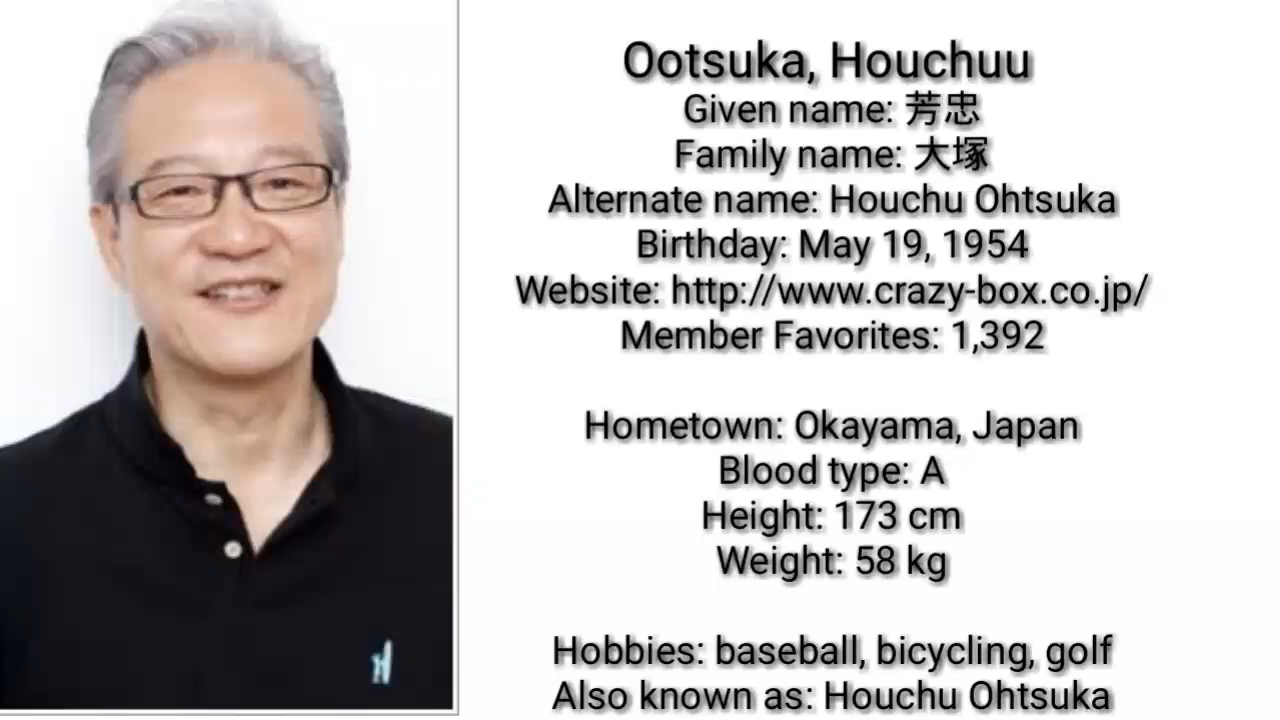 Ootsuka, Houchuu
Given name: 芳忠
Family name: 大塚
Alternate name: Houchu Ohtsuka
Birthday: May 19, 1954
Website: http://www.crazy-box.co.jp/
Member Favorites: 1,392
Hometown: Okayama, Japan
Blood type: A
Height: 173 cm
Weight: 58 kg
Hobbies: baseball, bicycling, golf
Also known as: Houchu Ohtsuka